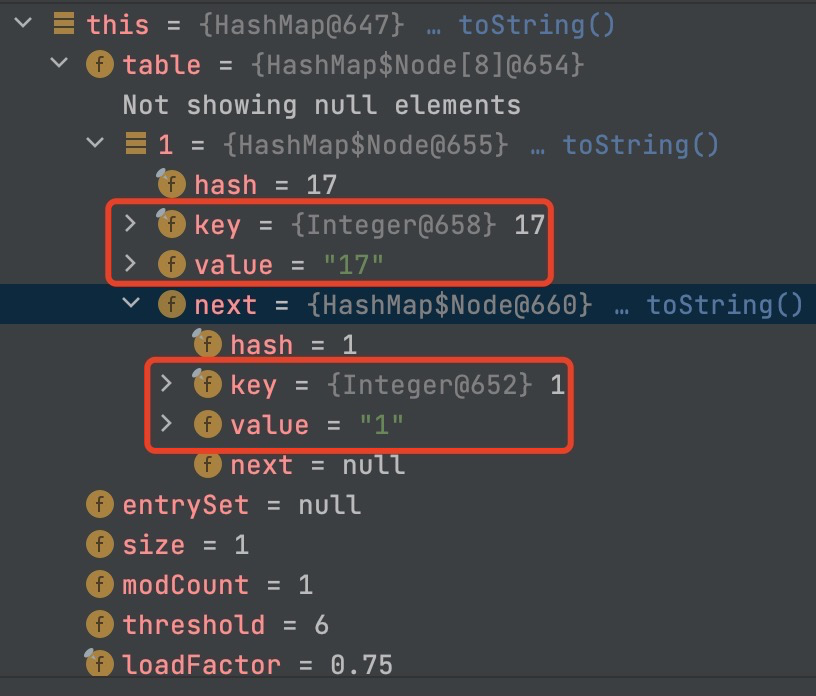 this = {HashMap@647} … toString()
f table = {HashMap$Node[8]@654}
Not showing null elements
1 = {HashMap$Node@655} … toString()
f hash = 17
f key = {Integer@658} 17
f value = "17"
f next = {HashMap$Node@660} … toString()
f hash = 1
f key = {Integer@652} 1
f value = "1"
f next = null
f entrySet = null
f size = 1
f modCount = 1
f threshold = 6
f loadFactor = 0.75